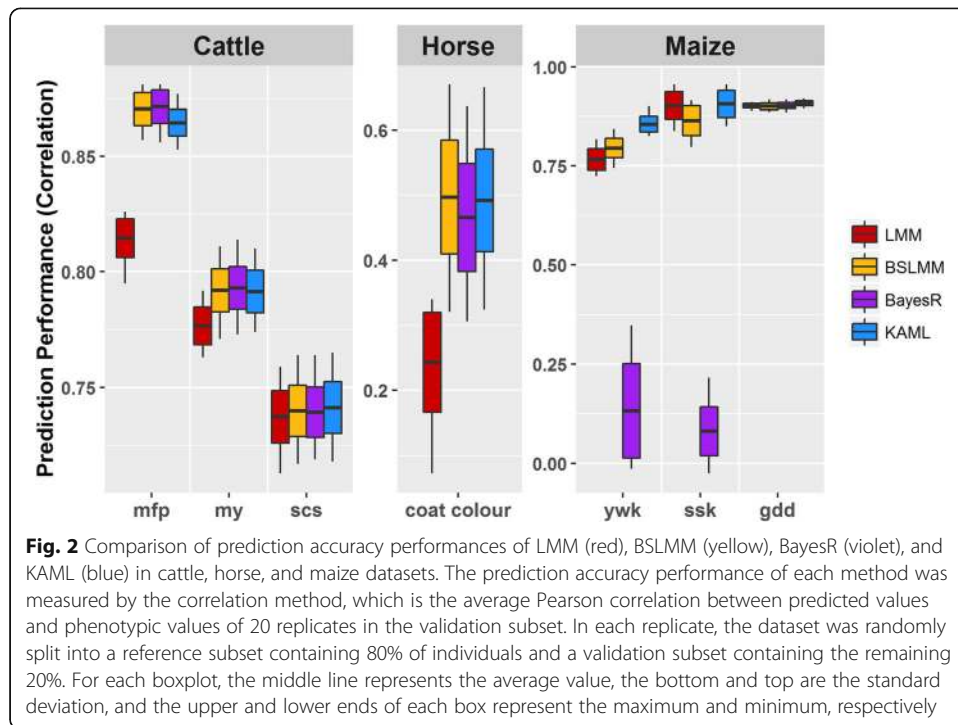 Cattle
Horse
Maize
Prediction Performance (Correlation)
0.85
0.80
0.75
0.6
0.4
0.2
1.00
0.75
0.50
0.25
0.00
mfp my scs
coat colour
ywk ssk gdd
LMM
BSLMM
BayesR
KAML
Fig. 2 Comparison of prediction accuracy performances of LMM (red), BSLMM (yellow), BayesR (violet), and
KAML (blue) in cattle, horse, and maize datasets. The prediction accuracy performance of each method was
measured by the correlation method, which is the average Pearson correlation between predicted values
and phenotypic values of 20 replicates in the validation subset. In each replicate, the dataset was randomly
split into a reference subset containing 80% of individuals and a validation subset containing the remaining
20%. For each boxplot, the middle line represents the average value, the bottom and top are the standard
deviation, and the upper and lower ends of each box represent the maximum and minimum, respectively